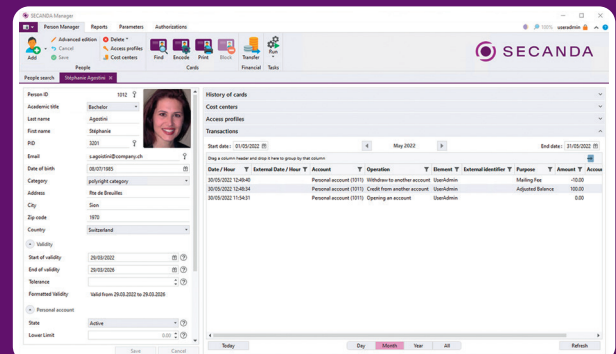 SECANDA-Manager
Person Manager Reports Parameters Authorizations
100% useradmin
Add
Advanced edition
Cancel
Save
Delete
Access profiles
Cost centers
People
Find Encode Print Block
Cards
Transfer
Financial
Run
Tasks
SECANDA
People search Stéphanie Agostini
Person ID 1012
Academic title Bachelor
Last name Agostini
First name Stéphanie
PID 3201
Email s.agoistini@company.ch
Date of birth 08/07/1985
Category polyright category
Address Rte de Breuilles
City Sion
Zip code 1970
Country Switzerland
Validity
Start of validity 29/03/2022
End of validity 29/03/2026
Tolerance
Formatted Validity Valid from 29.03.2022 to 29.03.2026
Personal account
State Active
Lower Limit 0.00
Save Cancel
History of cards
Cost centers
Access profiles
Transactions
Start date: 01/05/2022 May 2022 End date: 31/05/2022
Drag a column header and drop it here to group by that column
Date / Hour External Date / Hour Account Operation Element External identifier Purpose Amount Accou
30/05/2022 12:49:40 Personal account (1011) Withdraw to another account UserAdmin Mailing Fee -10.00
30/05/2022 12:49:34 Personal account (1011) Credit from another account UserAdmin Adjusted Balance 100.00
30/05/2022 11:54:31 Personal account (1011) Opening an account UserAdmin 0.00
Today Day Month Year All Refresh